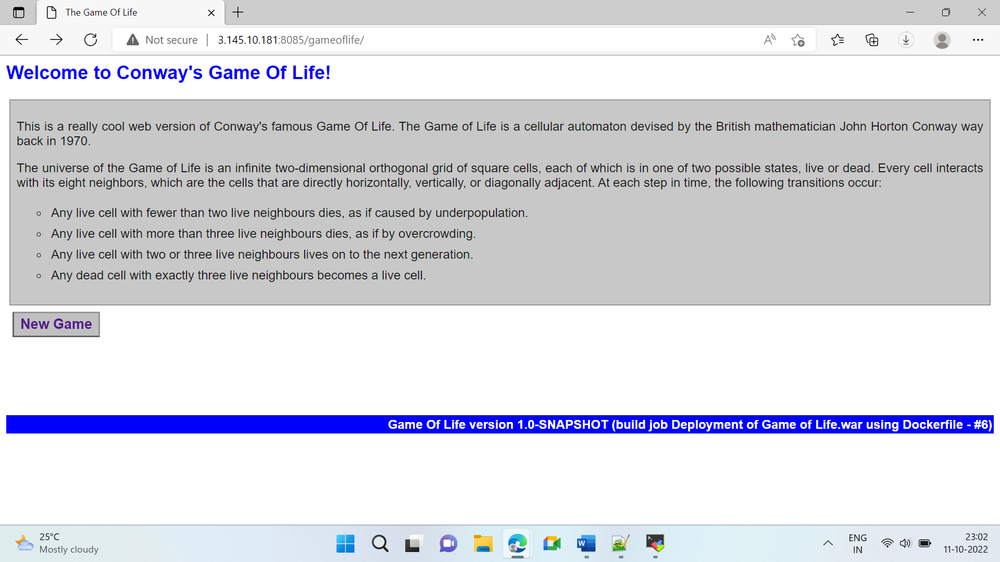 The Game Of Life
Not secure
3.145.10.181:8085/gameoflife/
Welcome to Conway's Game Of Life!
This is a really cool web version of Conway's famous Game Of Life. The Game of Life is a cellular automaton devised by the British mathematician John Horton Conway way
back in 1970.
The universe of the Game of Life is an infinite two-dimensional orthogonal grid of square cells, each of which is in one of two possible states, live or dead. Every cell interacts
with its eight neighbors, which are the cells that are directly horizontally, vertically, or diagonally adjacent. At each step in time, the following transitions occur:
Any live cell with fewer than two live neighbours dies, as if caused by underpopulation.
Any live cell with more than three live neighbours dies, as if by overcrowding.
Any live cell with two or three live neighbours lives on to the next generation.
Any dead cell with exactly three live neighbours becomes a live cell.
New Game
Game Of Life version 1.0-SNAPSHOT (build job Deployment of Game of Life.war using Dockerfile - #6)
25°C
Mostly cloudy
ENG
IN
23:02
11-10-2022